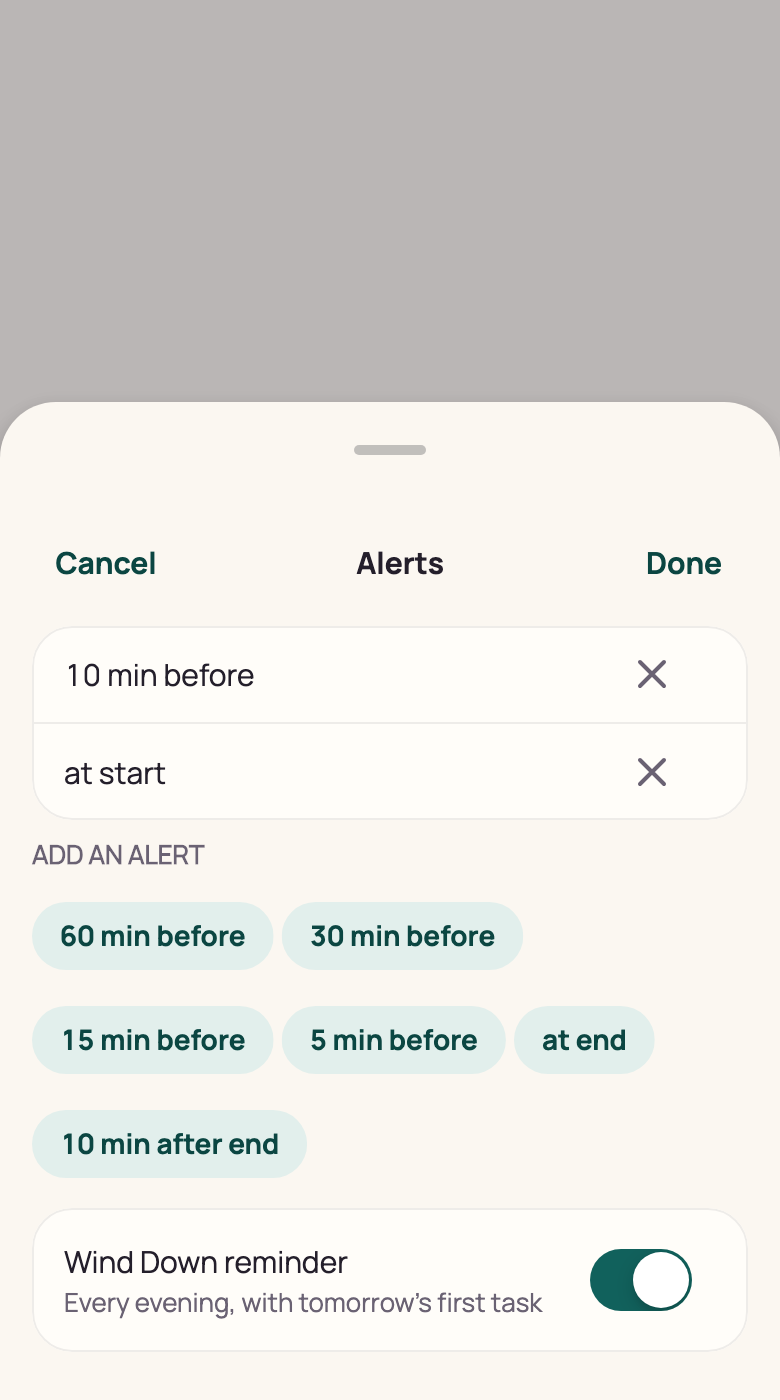 Cancel Alerts Done
10 min before
at start
ADD AN ALERT
60 min before 30 min before
15 min before 5 min before at end
10 min after end
Wind Down reminder
Every evening, with tomorrow’s first task